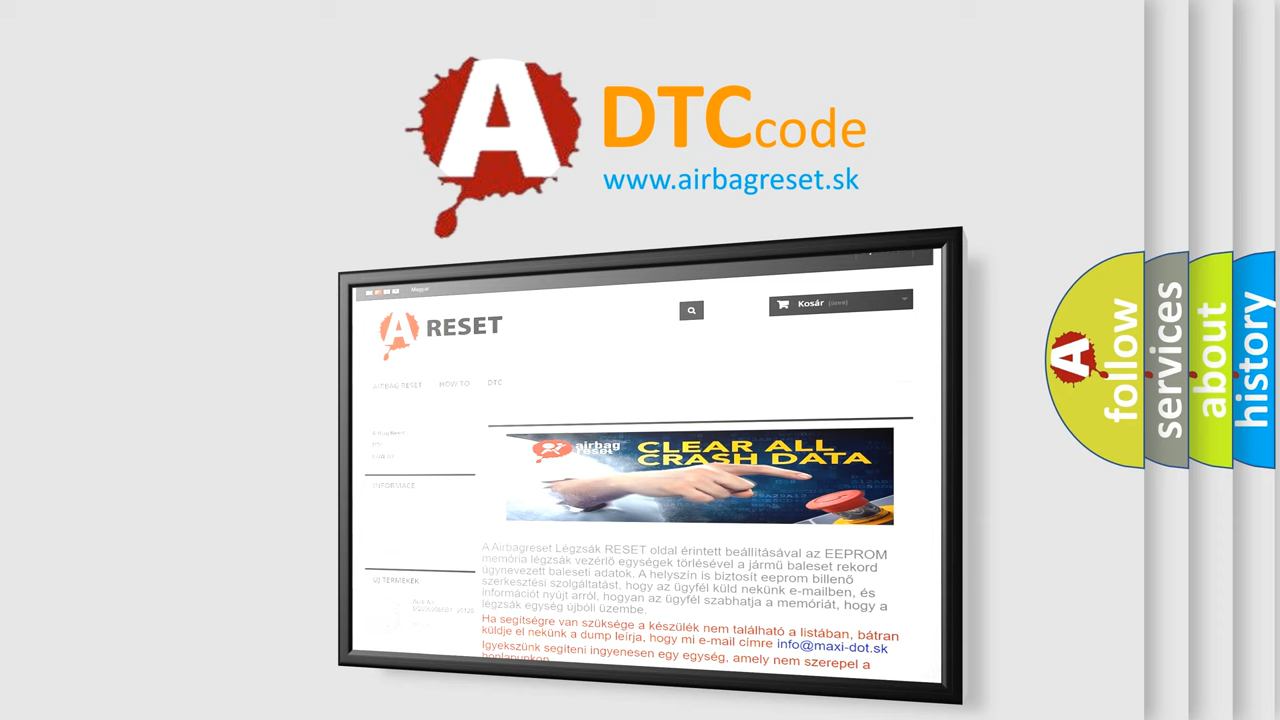 A
DTC code
www.airbagreset.sk
Magyar
A RESET
Kosár (üres)
AIRBAG RESET HOW TO DTC
INFORMACE
airbag
reset
CLEAR ALL
CRASH DATA
A Airbagreset Légzsák RESET oldal érintett beállításával az EEPROM
memória légzsák vezérlő egységek törlésével a jármű baleset rekord
úgynevezett baleseti adatok. A helyszín is biztosít eeprom billenő
szerkesztési szolgáltatást, hogy az ügyfél küld nekünk e-mailben, és
információt nyújt arról, hogyan az ügyfél szabhatja a memóriát, hogy a
légzsák egység újbóli üzembe.
Ha segítségre van szüksége a készülék nem található a listában, bátran
küldje el nekünk a dump leírja, hogy mi e-mail címre info@maxi-dot.sk
Igyekszünk segíteni ingyenesen egy egység, amely nem szerepel a
honlapunkon
ÚJ TERMÉKEK
A
follow
services
about
history